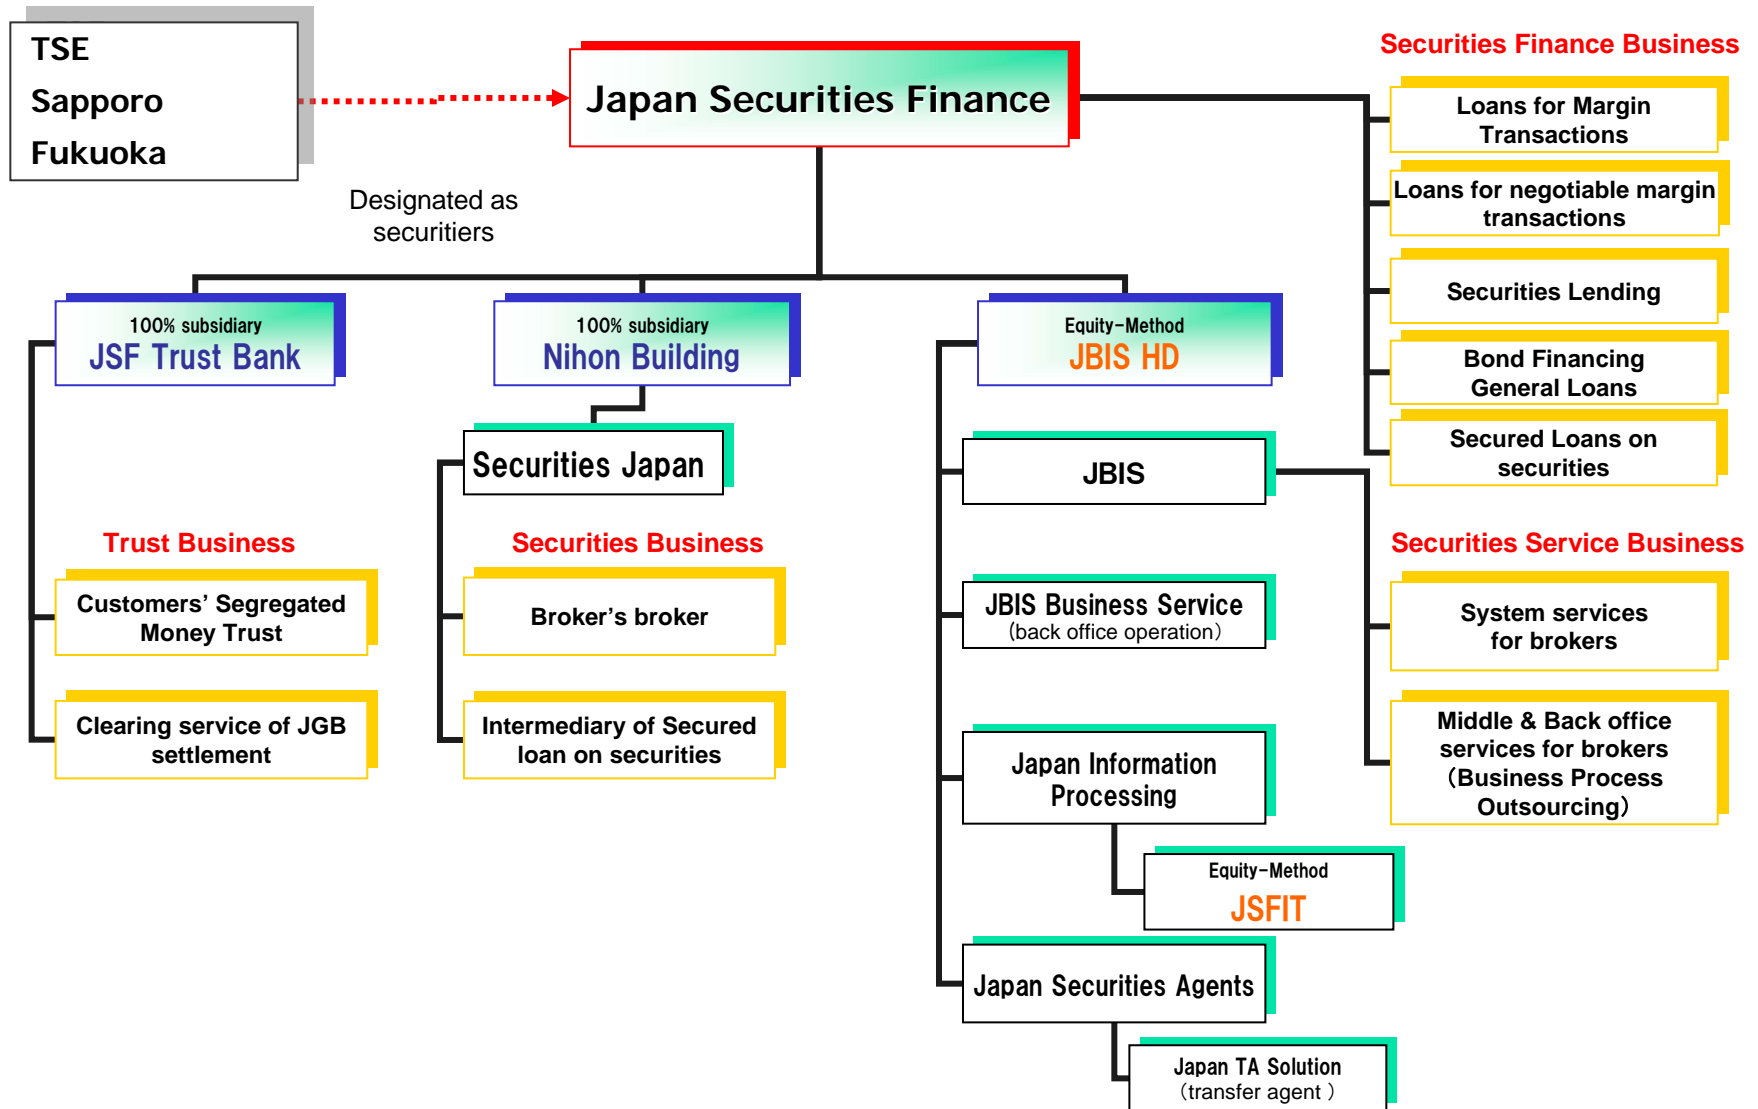 TSE
Sapporo
Fukuoka
Japan Securities Finance
Designated as
securitiers
Securities Finance Business
Loans for Margin
Transactions
Loans for negotiable margin
transactions
Securities Lending
Bond Financing
General Loans
Secured Loans on
securities
100% subsidiary
JSF Trust Bank
100% subsidiary
Nihon Building
Equity-Method
JBIS HD
Securities Japan
JBIS
Trust Business
Customers’ Segregated
Money Trust
Clearing service of JGB
settlement
Securities Business
Broker’s broker
Intermediary of Secured
loan on securities
JBIS Business Service
(back office operation)
Japan Information
Processing
Equity-Method
JSFIT
Japan Securities Agents
Japan TA Solution
(transfer agent )
Securities Service Business
System services
for brokers
Middle & Back office
services for brokers
(Business Process
Outsourcing)